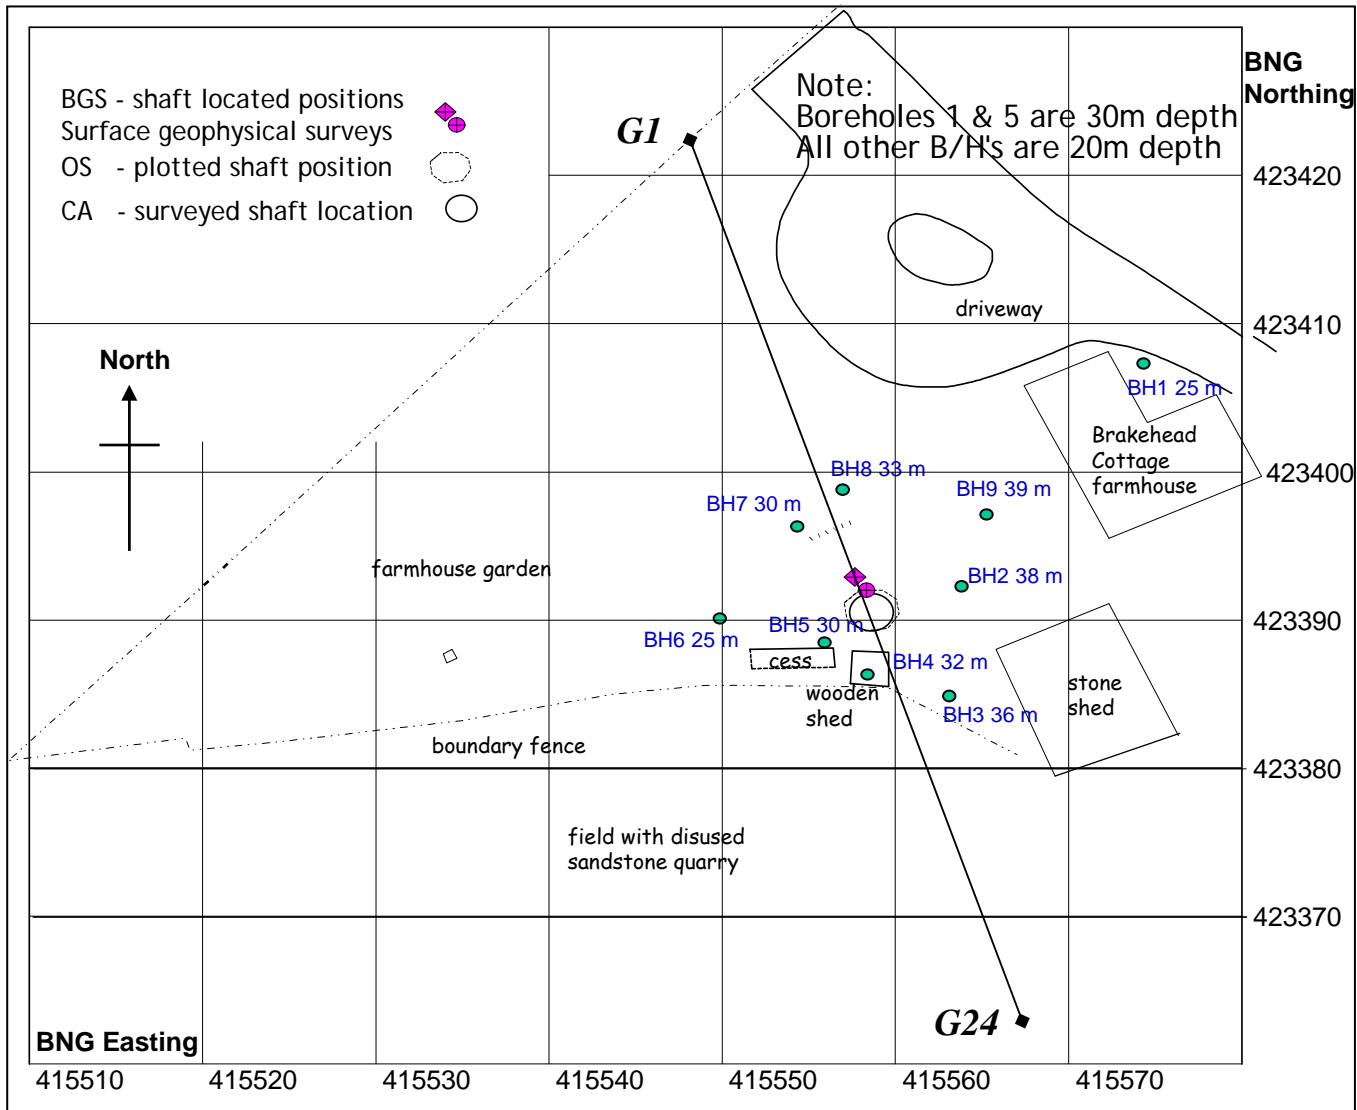 BGS - shaft located positions
Surface geophysical surveys
OS - plotted shaft position
CA - surveyed shaft location
G1
Note:
Boreholes 1 & 5 are 30m depth
All other B/H's are 20m depth
BNG
Northing
423420
driveway
423410
North
BH1 25 m
Brakehead
Cottage
farmhouse
423400
BH8 33 m
BH9 39 m
BH7 30 m
farmhouse garden
BH2 38 m
423390
BH6 25 m
BH5 30 m
cess
BH4 32 m
wooden
shed
BH3 36 m
stone
shed
boundary fence
423380
field with disused
sandstone quarry
423370
G24
BNG Easting
415510 415520 415530 415540 415550 415560 415570